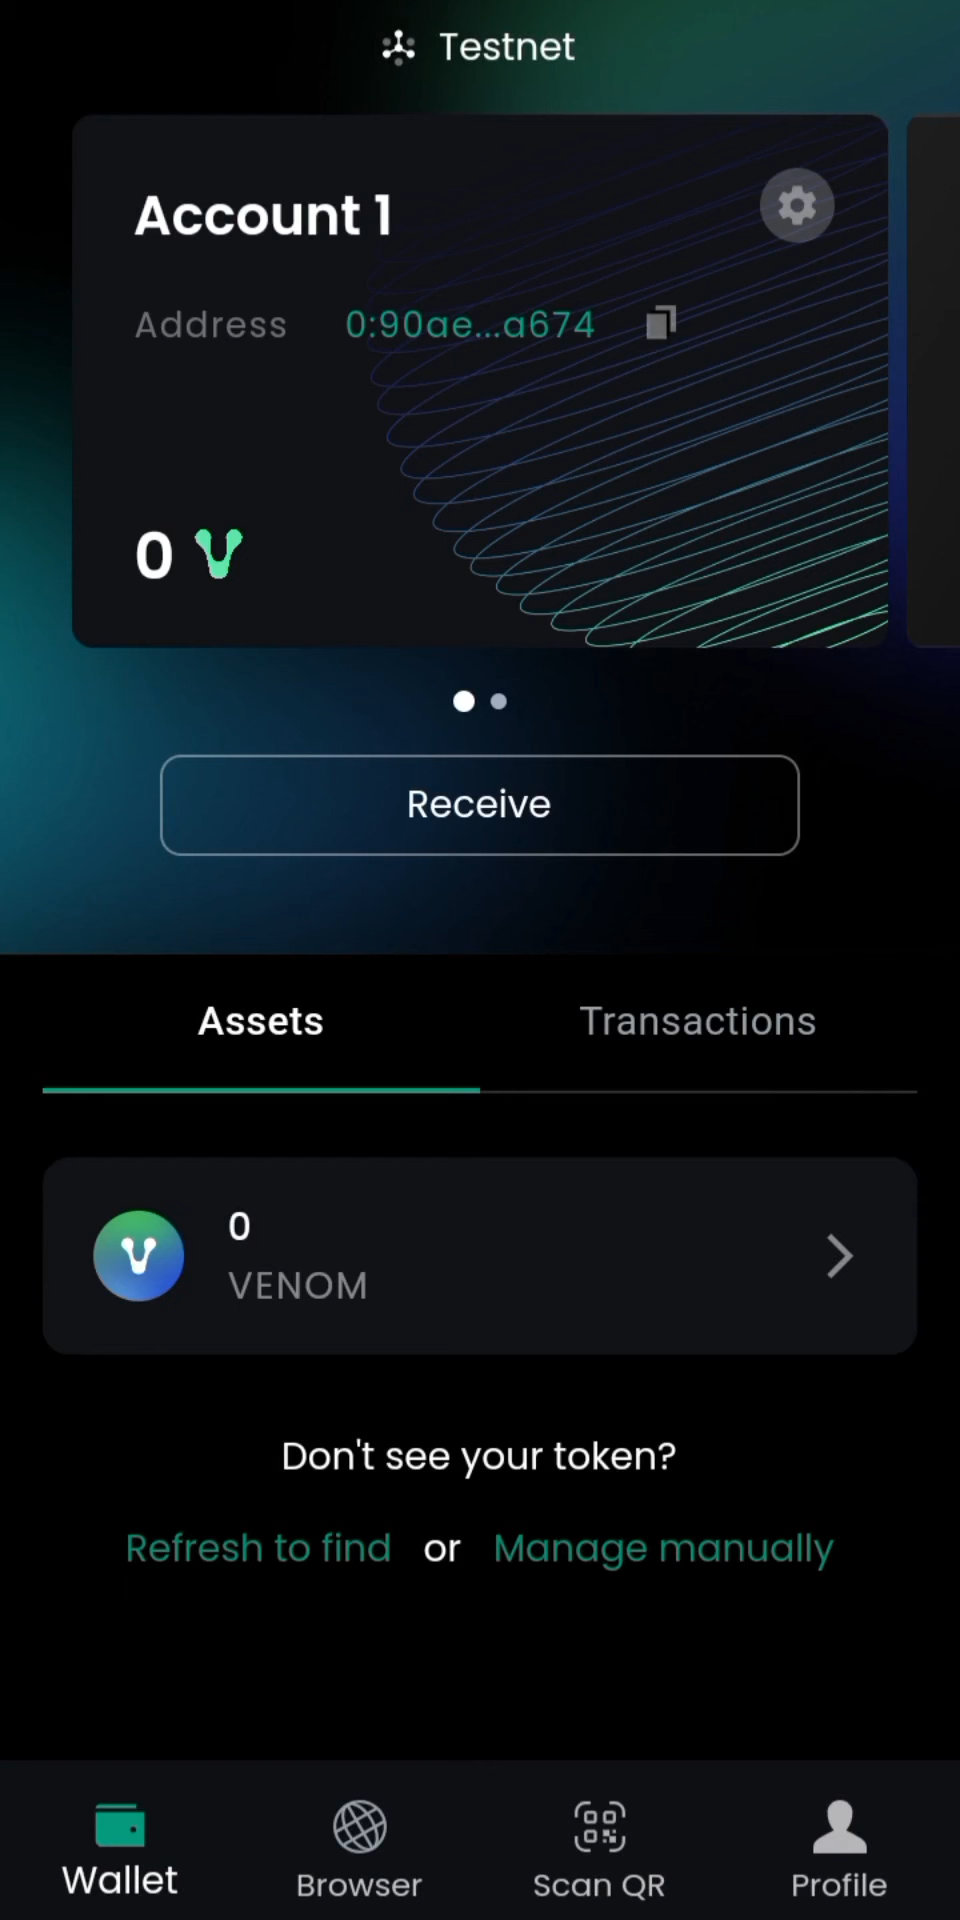 Testnet
Account 1
Address 0:90ae...a674
0
Receive
Assets Transactions
0
VENOM
Don't see your token?
Refresh to find or Manage manually
Wallet Browser Scan QR Profile